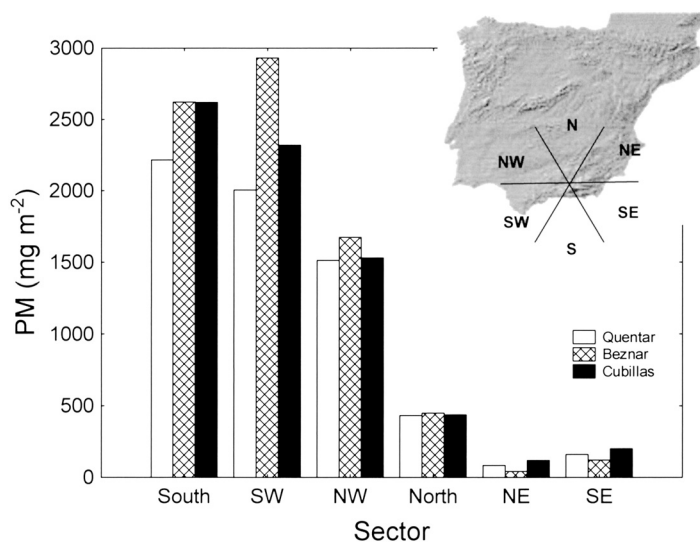 3000
2500
2000
1500
1000
500
0
PM (mg m-2)
South SW NW North NE SE
Sector
N
NW
NE
SW
SE
S
Quentar
Beznar
Cubillas